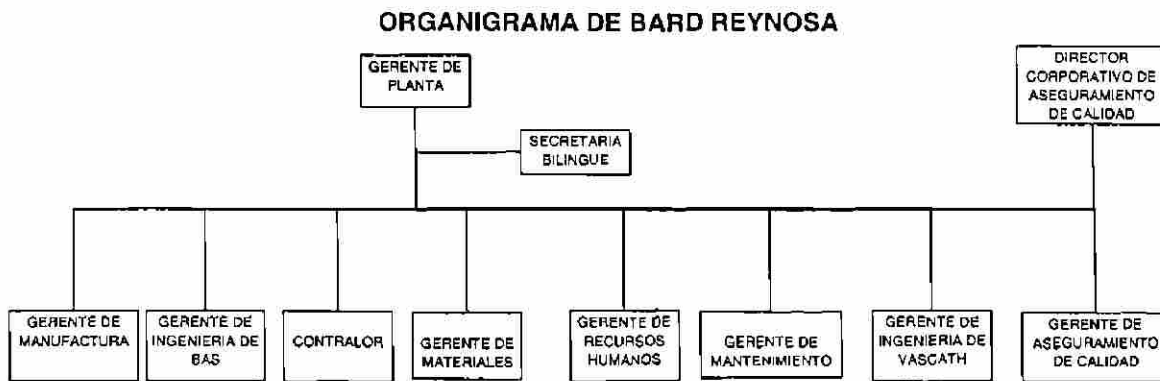 ORGANIGRAMA DE BARD REYNOSA
GERENTE DE
PLANTA
DIRECTOR
CORPORATIVO DE
ASEGURAMIENTO
DE CALIDAD
SECRETARIA
BILINGUE
GERENTE DE
MANUFACTURA
GERENTE DE
INGENIERIA DE
BAS
CONTRALOR
GERENTE DE
MATERIALES
GERENTE DE
RECURSOS
HUMANOS
GERENTE DE
MANTENIMIENTO
GERENTE DE
INGENIERIA DE
VASCATH
GERENTE DE
ASEGURAMIENTO
DE CALIDAD